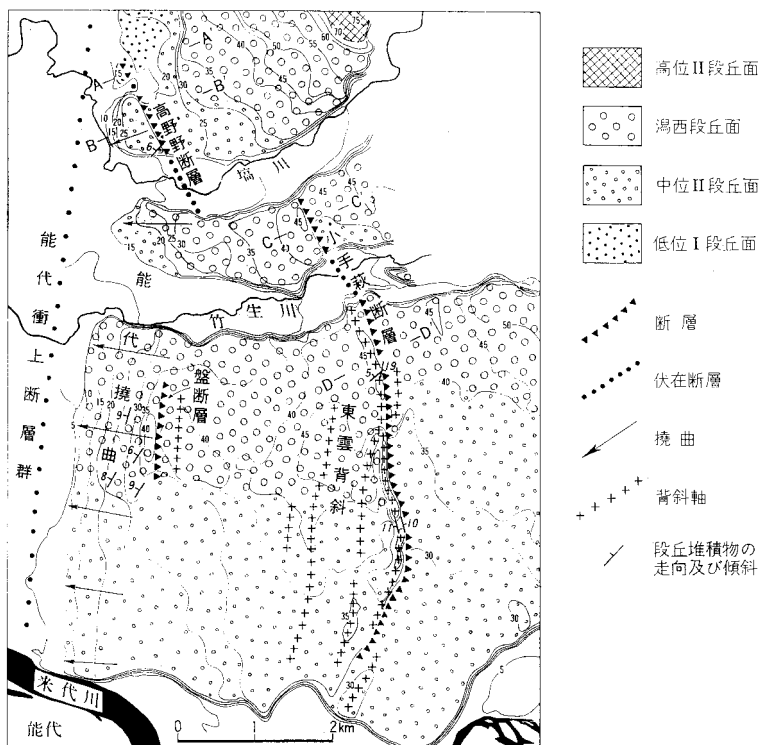 高野野断層
塙川
小手萩断層
能代衝上断層群
竹生川
能代撓曲
盤断層
東雲背斜
米代川
能代
0 1 2km
A
A
B
B
C
C
D
D
高位II段丘面
潟西段丘面
中位II段丘面
低位I段丘面
断層
伏在断層
撓曲
背斜軸
段丘堆積物の
走向及び傾斜